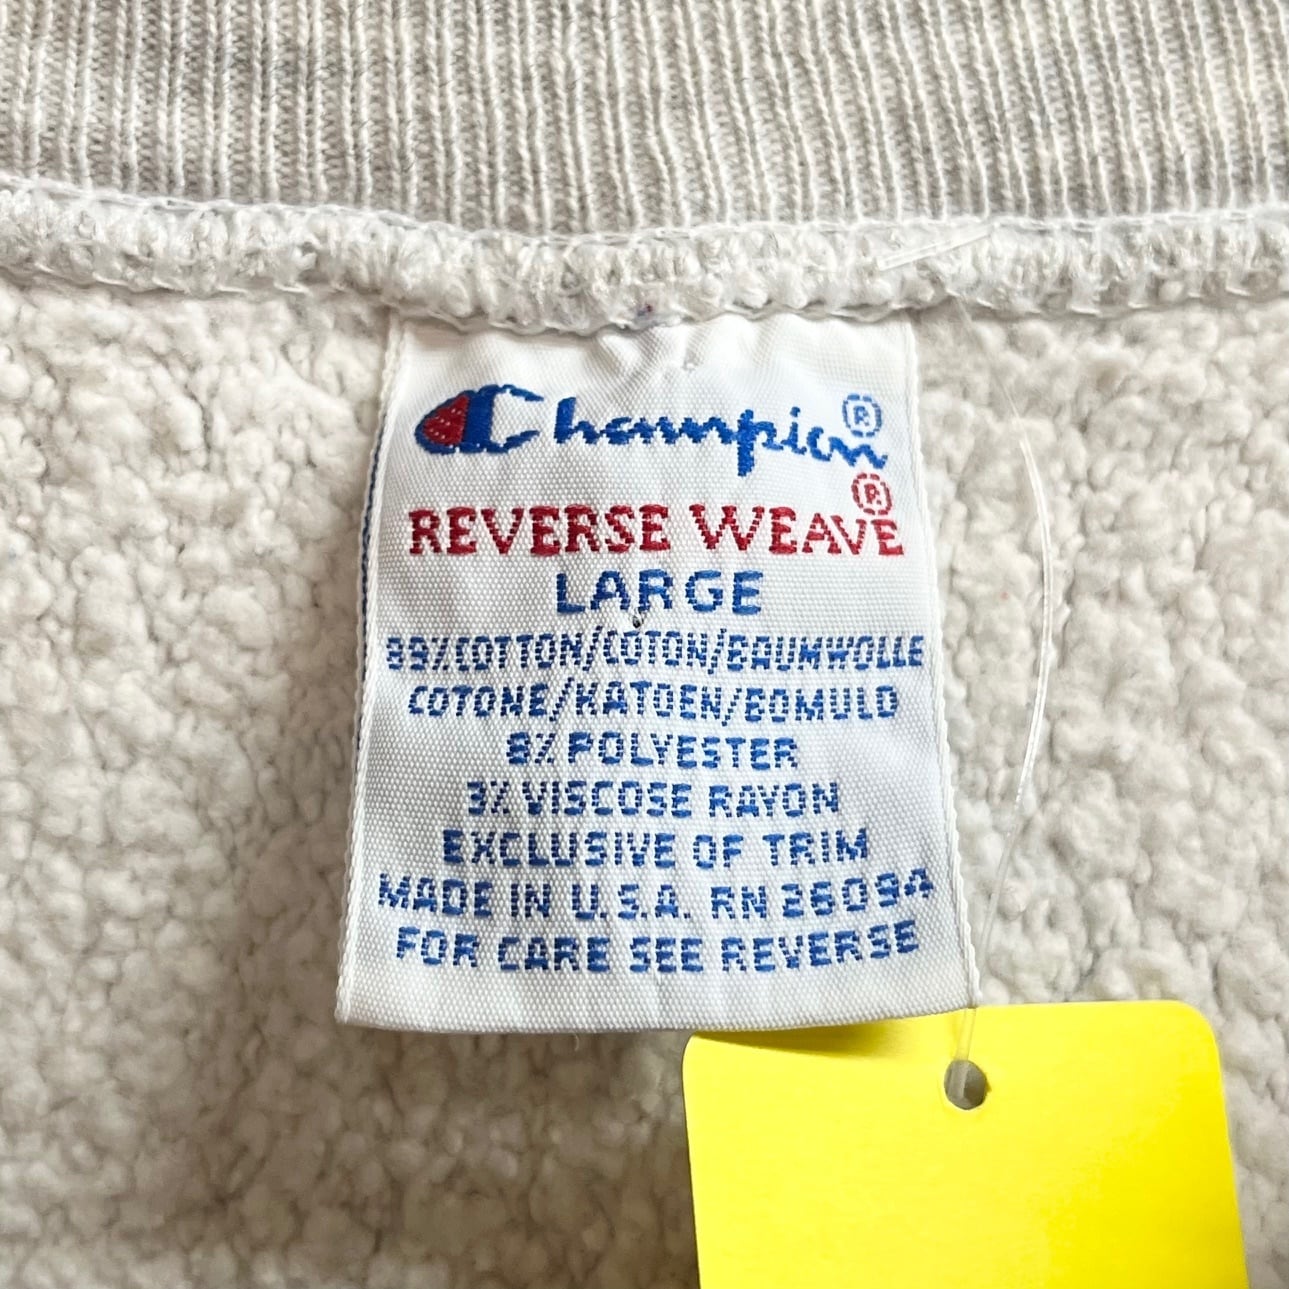 Champion®
REVERSE WEAVE®
LARGE
89% COTTON/COTON/BAUMWOLLE
COTONE/KATOEN/BOMULD
8% POLYESTER
3% VISCOSE RAYON
EXCLUSIVE OF TRIM
MADE IN U.S.A. RN 26094
FOR CARE SEE REVERSE